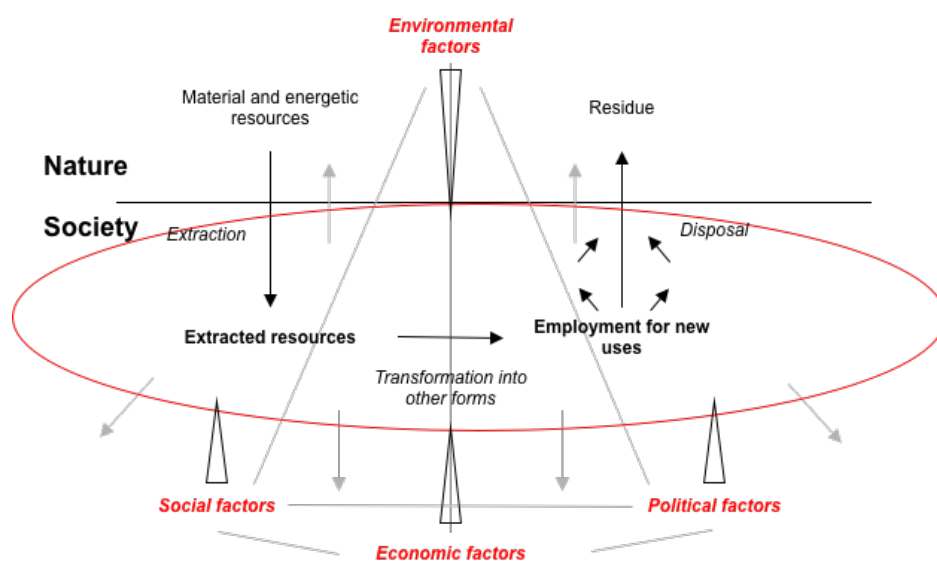 Environmental
factors
Material and energetic
resources
Residue
Nature
Society
Extraction
Disposal
Extracted resources
Employment for new
uses
Transformation into
other forms
Social factors
Political factors
Economic factors